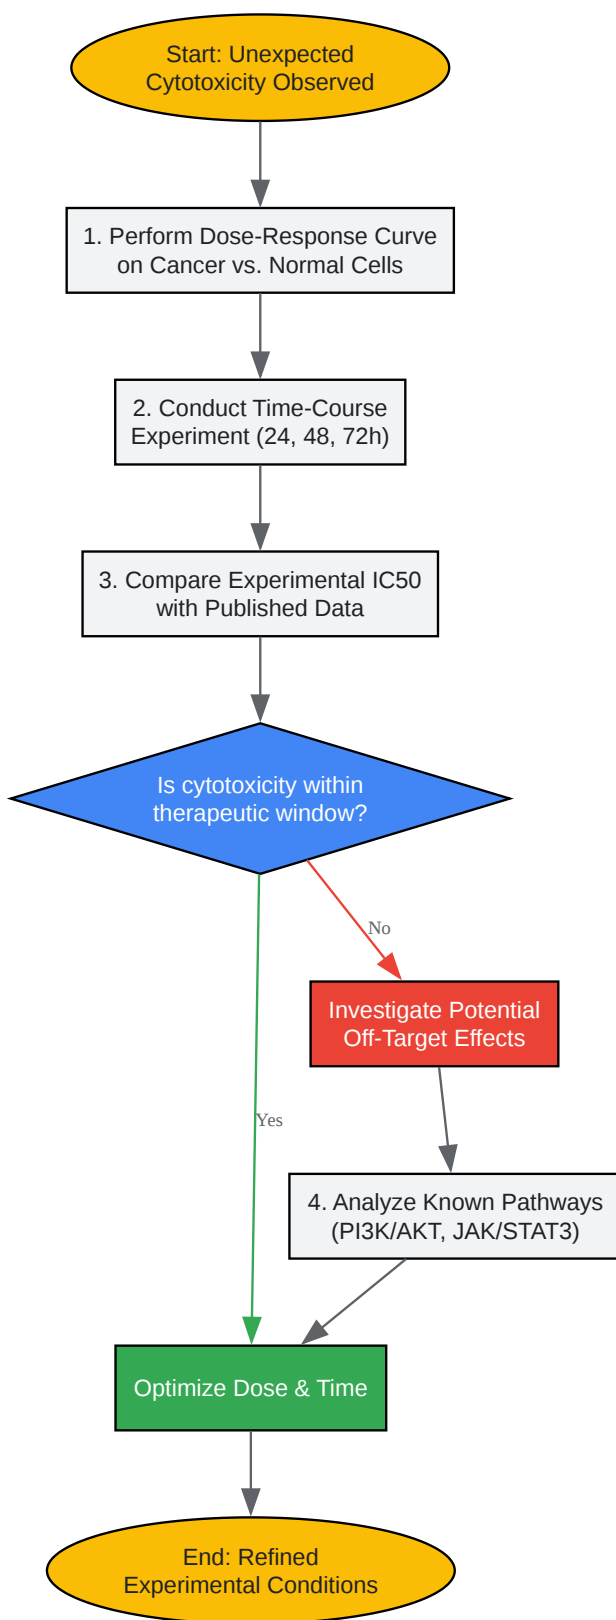 Start: Unexpected
Cytotoxicity Observed
1. Perform Dose-Response Curve
on Cancer vs. Normal Cells
2. Conduct Time-Course
Experiment (24, 48, 72h)
3. Compare Experimental IC50
with Published Data
Is cytotoxicity within
therapeutic window?
No
Investigate Potential
Off-Target Effects
Yes
4. Analyze Known Pathways
(PI3K/AKT, JAK/STAT3)
Optimize Dose & Time
End: Refined
Experimental Conditions